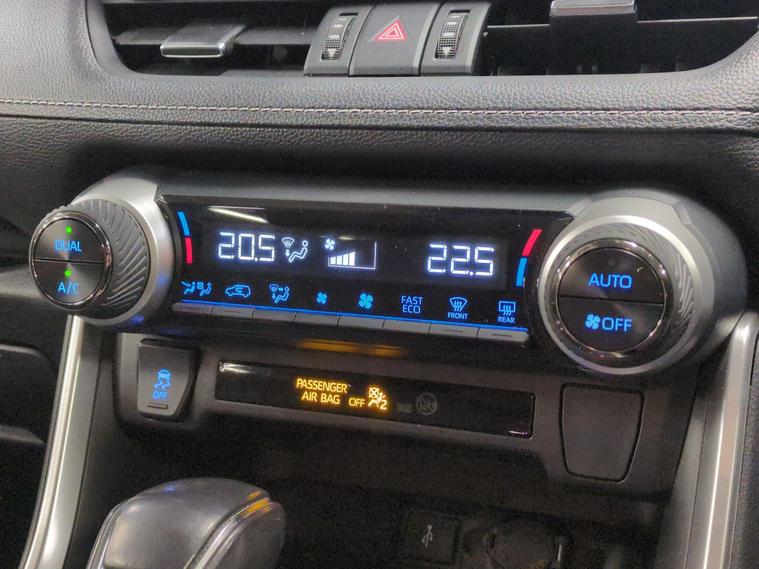 20.5
22.5
DUAL
A/C
AUTO
OFF
FAST
ECO
FRONT
REAR
OFF
PASSENGER
AIR BAG OFF
2